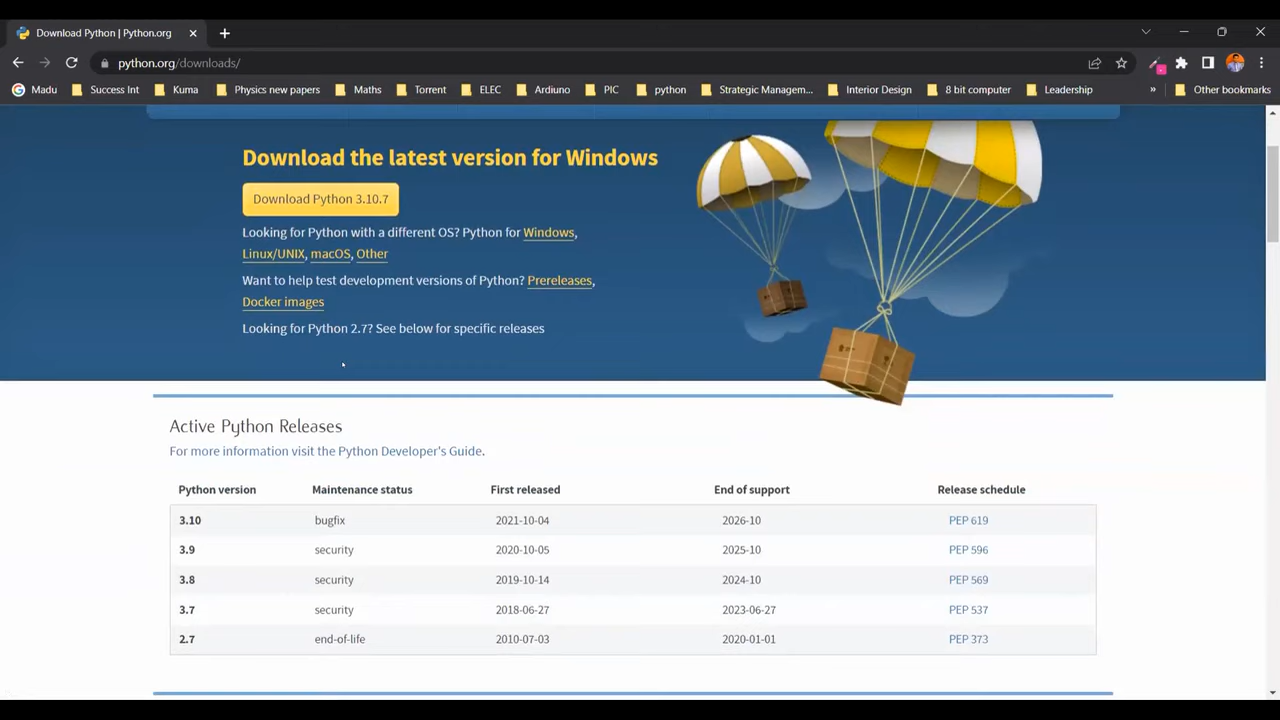 Download Python | Python.org
python.org/downloads/
Madu Success Int Kuma Physics new papers Maths Torrent ELEC Ardiuno PIC python Strategic Managem... Interior Design 8 bit computer Leadership » Other bookmarks
Download the latest version for Windows
Download Python 3.10.7
Looking for Python with a different OS? Python for Windows,
Linux/UNIX, macOS, Other
Want to help test development versions of Python? Prereleases,
Docker images
Looking for Python 2.7? See below for specific releases
Active Python Releases
For more information visit the Python Developer's Guide.
Python version Maintenance status First released End of support Release schedule
3.10 bugfix 2021-10-04 2026-10 PEP 619
3.9 security 2020-10-05 2025-10 PEP 596
3.8 security 2019-10-14 2024-10 PEP 569
3.7 security 2018-06-27 2023-06-27 PEP 537
2.7 end-of-life 2010-07-03 2020-01-01 PEP 373